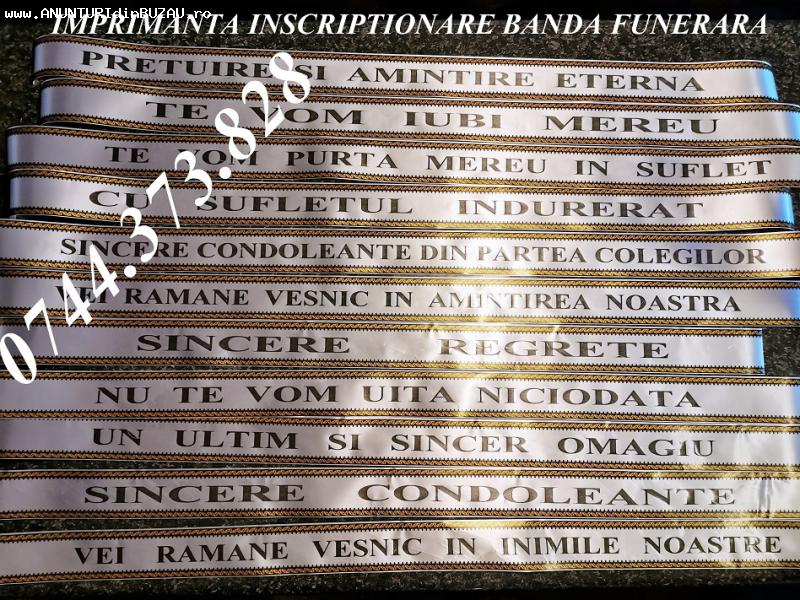 www.ANUNTURIdinBUZAU.ro
IMPRIMANTA INSCRIPTIONARE BANDA FUNERARA
PRETUIRE SI AMINTIRE ETERNA
TE VOM IUBI MEREU
TE VOM PURTA MEREU IN SUFLET
CU SUFLETUL INDURERAT
SINCERE CONDOLEANTE DIN PARTEA COLEGILOR
VEI RAMANE VESNIC IN AMINTIREA NOASTRA
SINCERE REGRETE
NU TE VOM UITA NICIODATA
UN ULTIM SI SINCER OMAGIU
SINCERE CONDOLEANTE
VEI RAMANE VESNIC IN INIMILE NOASTRE
0744.373.828